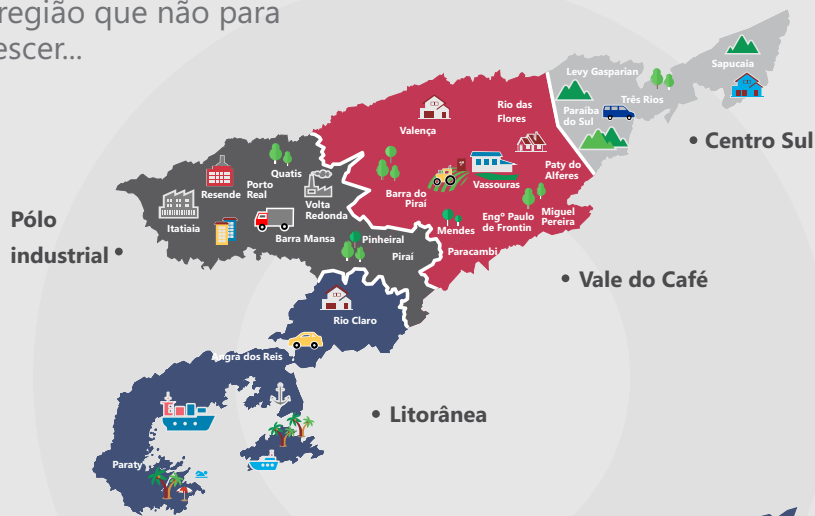 região que não para
escer...
Levy Gasparian
Sapucaia
Três Rios
Paraíba
do Sul
• Centro Sul
Rio das
Flores
Valença
Paty do
Alferes
Vassouras
Barra do
Piraí
Miguel
Pereira
Engº Paulo
de Frontin
Mendes
Paracambi
• Vale do Café
Quatis
Porto
Real
Resende
Volta
Redonda
Itatiaia
Barra Mansa
Pinheiral
Piraí
Pólo
industrial •
Rio Claro
Angra dos Reis
• Litorânea
Paraty